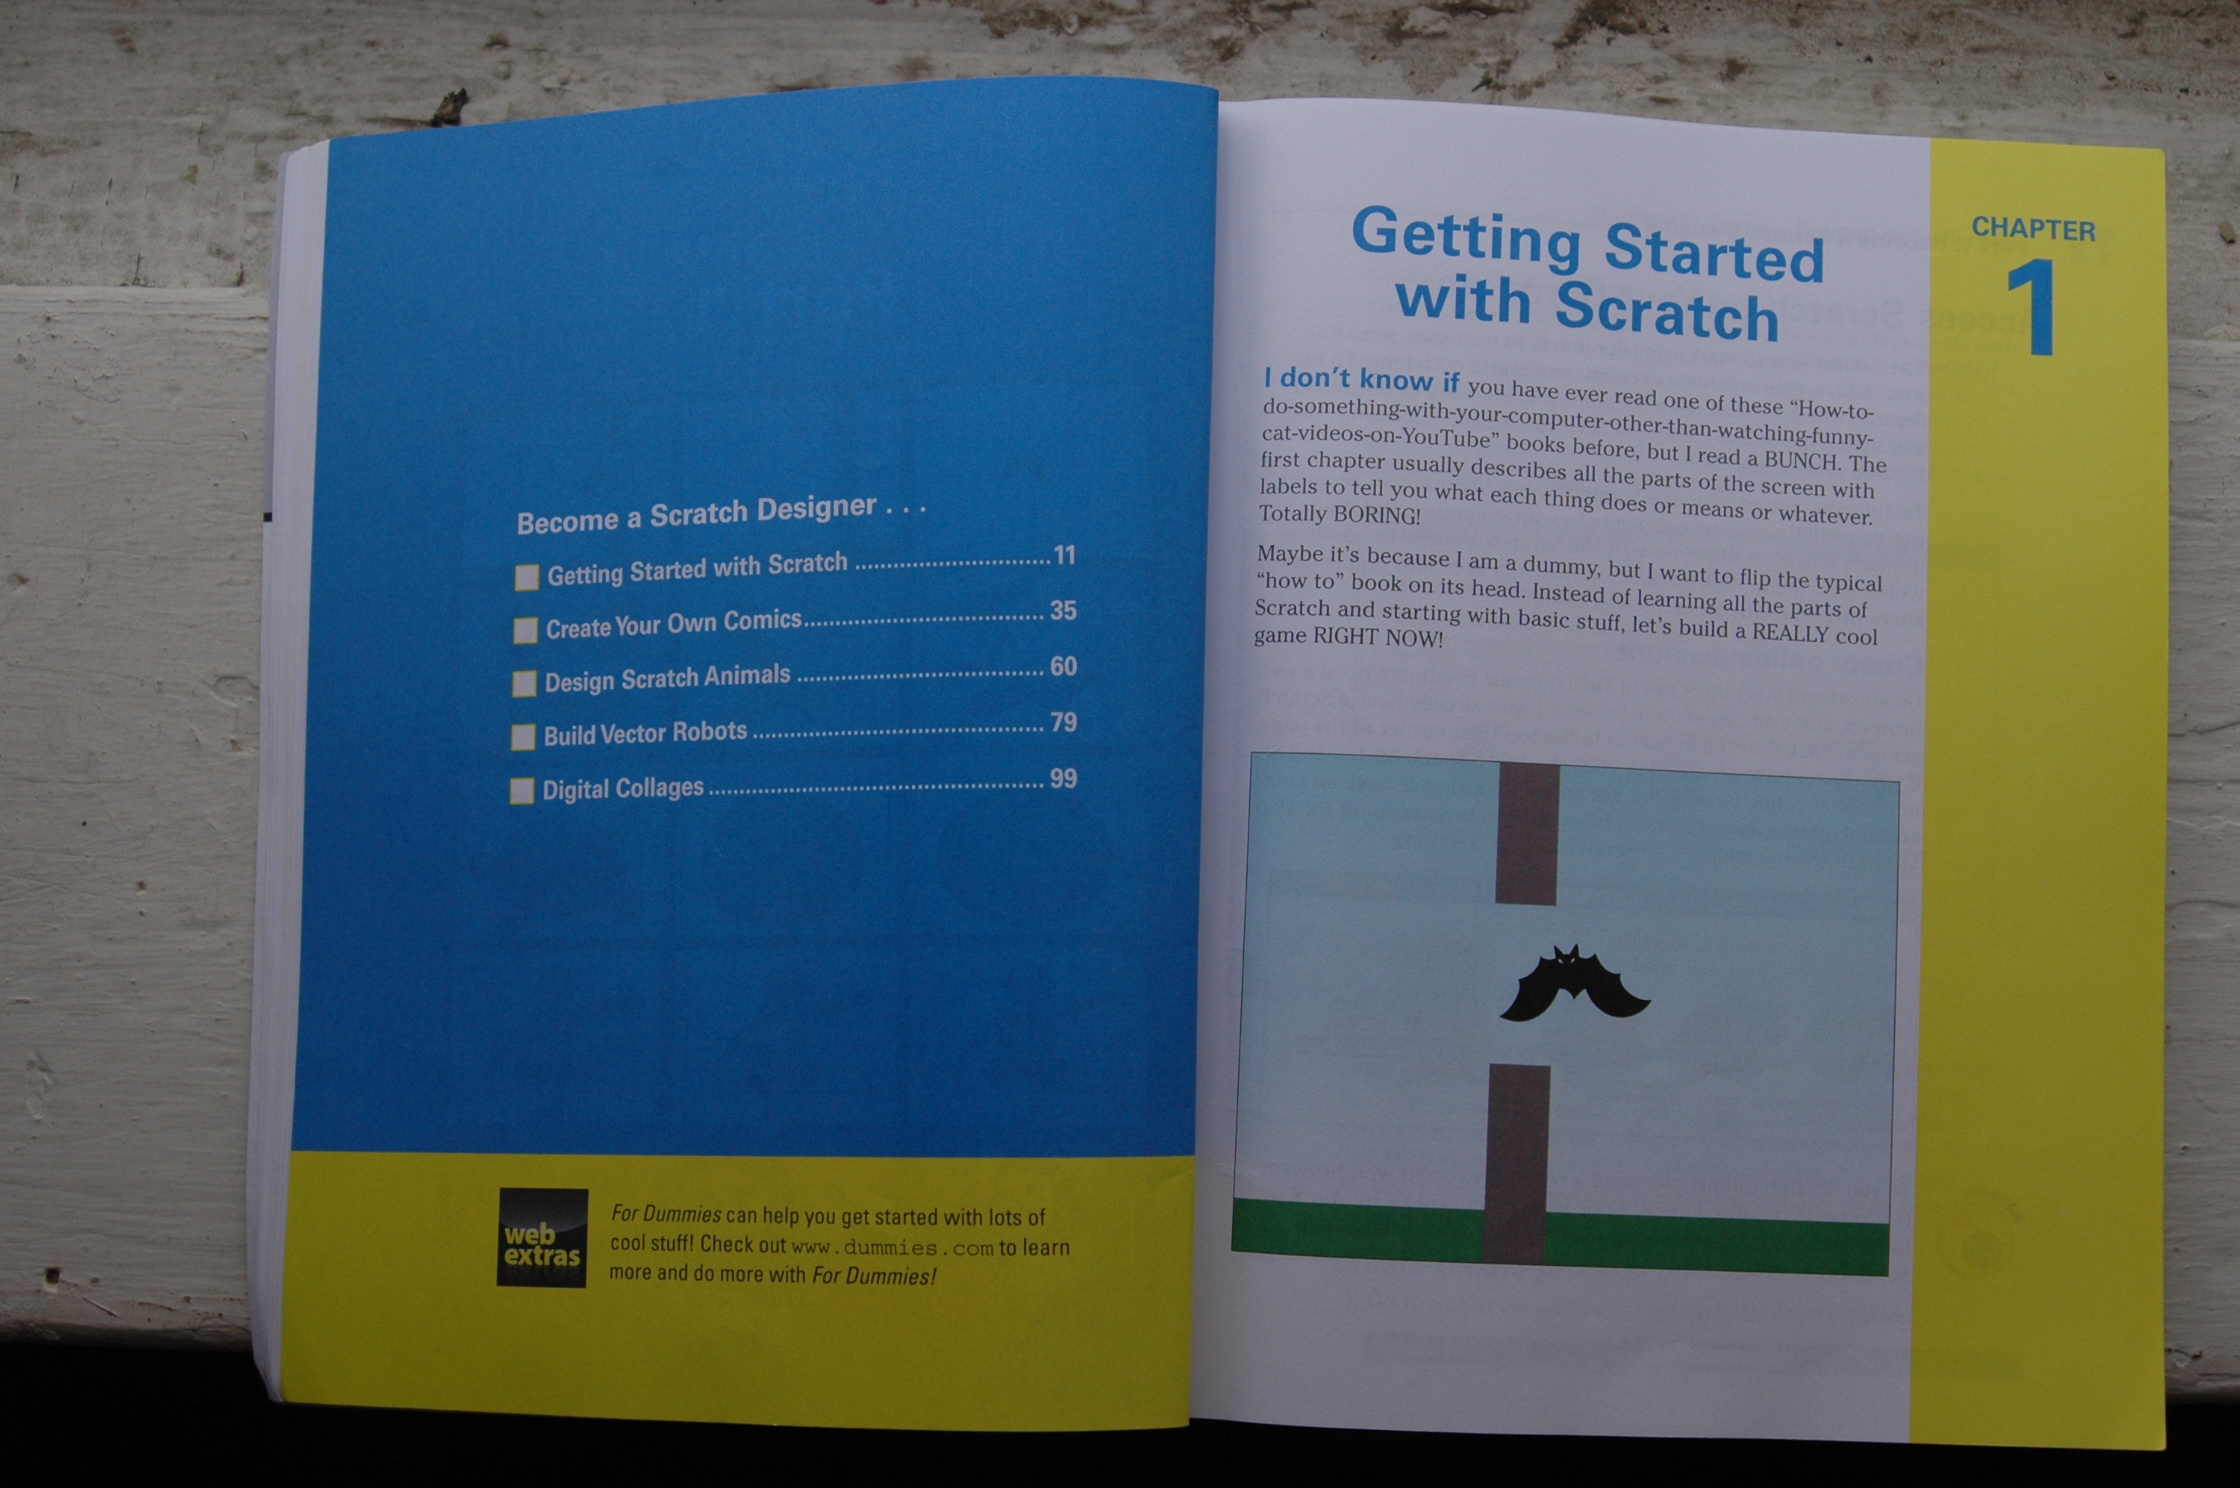 Become a Scratch Designer . . .
Getting Started with Scratch ................................11
Create Your Own Comics....................................... 35
Design Scratch Animals ........................................ 60
Build Vector Robots ............................................... 79
Digital Collages....................................................... 99
web
extras
For Dummies can help you get started with lots of
cool stuff! Check out www.dummies.com to learn
more and do more with For Dummies!
Getting Started
with Scratch
CHAPTER
1
I don't know if you have ever read one of these “How-to-
do-something-with-your-computer-other-than-watching-funny-
cat-videos-on-YouTube” books before, but I read a BUNCH. The
first chapter usually describes all the parts of the screen with
labels to tell you what each thing does or means or whatever.
Totally BORING!
Maybe it's because I am a dummy, but I want to flip the typical
“how to” book on its head. Instead of learning all the parts of
Scratch and starting with basic stuff, let's build a REALLY cool
game RIGHT NOW!